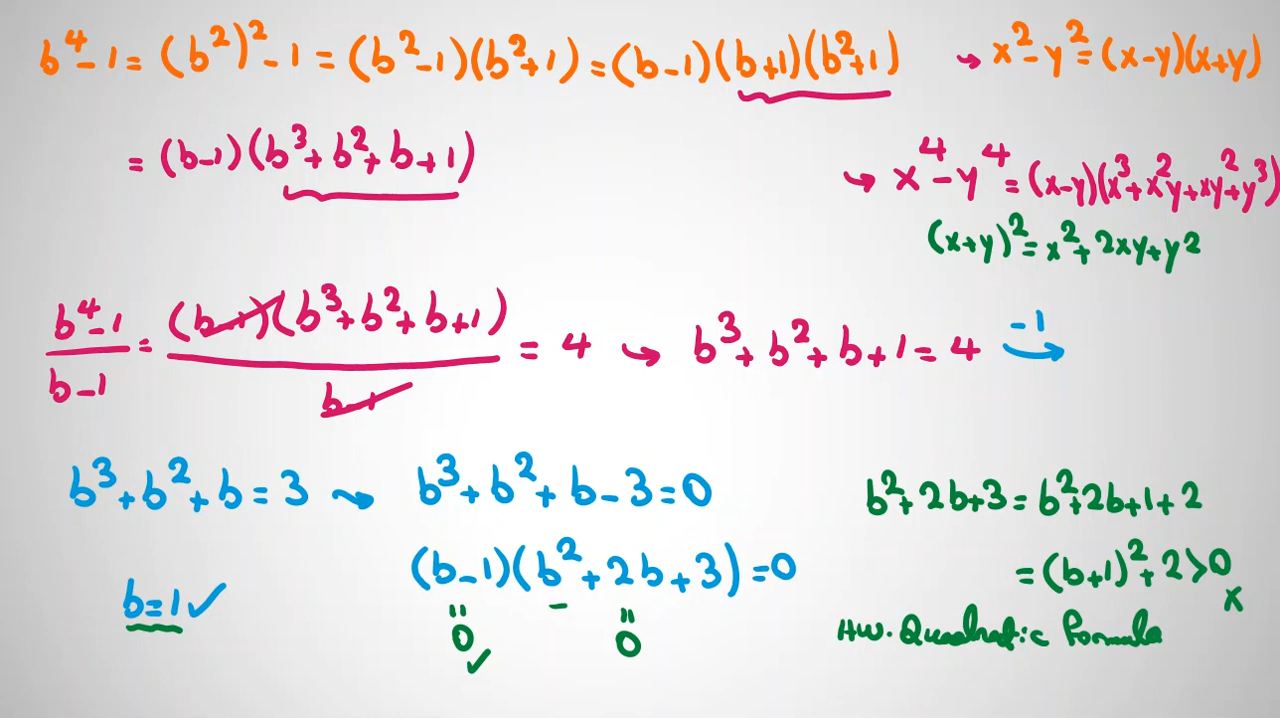 b⁴-1 = (b²)²-1 = (b²-1)(b²+1) = (b-1)(b+1)(b²+1) → x²-y² = (x-y)(x+y)
= (b-1)(b³+b²+b+1)
→ x⁴-y⁴ = (x-y)(x³+x²y+xy²+y³)
(x+y)² = x²+2xy+y²
(b⁴-1)/(b-1) = (b-1)(b³+b²+b+1)/(b-1) = 4 → b³+b²+b+1 = 4 -1→
b³+b²+b = 3 → b³+b²+b-3 = 0
(b-1)(b²+2b+3) = 0
b=1 ✓
= =
0 0
✓
b²+2b+3 = b²+2b+1+2
= (b+1)²+2 > 0
x
HW. Quadratic Formula